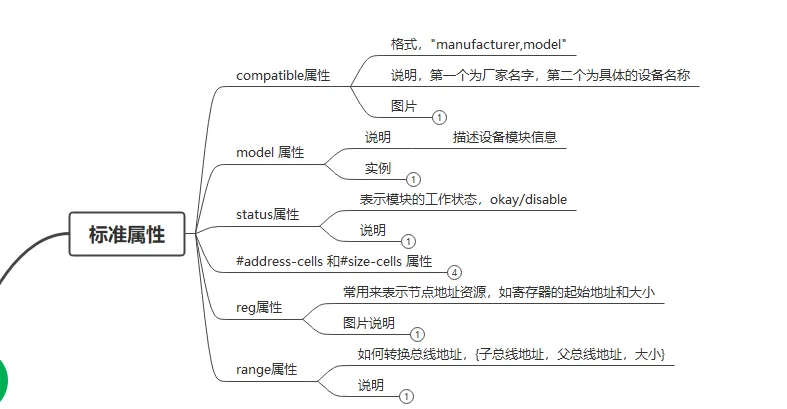 标准属性
compatible属性
格式，"manufacturer,model"
说明，第一个为厂家名字，第二个为具体的设备名称
图片
1
model 属性
说明
描述设备模块信息
实例
1
status属性
表示模块的工作状态，okay/disable
说明
1
#address-cells 和#size-cells 属性
4
reg属性
常用来表示节点地址资源，如寄存器的起始地址和大小
图片说明
1
range属性
如何转换总线地址，{子总线地址，父总线地址，大小}
说明
1